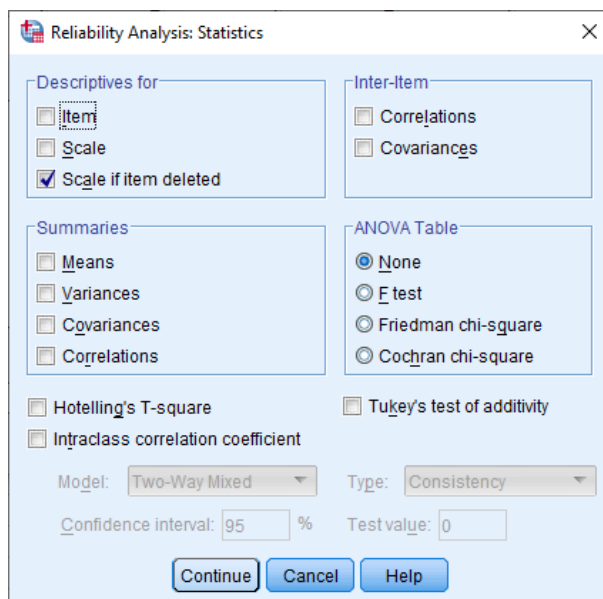 Reliability Analysis: Statistics
Descriptives for
Item
Scale
Scale if item deleted
Inter-Item
Correlations
Covariances
Summaries
Means
Variances
Covariances
Correlations
ANOVA Table
None
F test
Friedman chi-square
Cochran chi-square
Hotelling's T-square
Tukey's test of additivity
Intraclass correlation coefficient
Model: Two-Way Mixed Type: Consistency
Confidence interval: 95 % Test value: 0
Continue Cancel Help